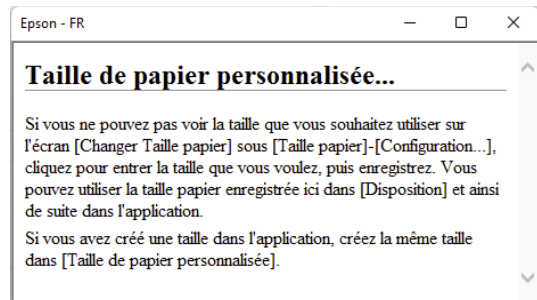 Epson - FR
Taille de papier personnalisée...
Si vous ne pouvez pas voir la taille que vous souhaitez utiliser sur
l'écran [Changer Taille papier] sous [Taille papier]-[Configuration...],
cliquez pour entrer la taille que vous voulez, puis enregistrez. Vous
pouvez utiliser la taille papier enregistrée ici dans [Disposition] et ainsi
de suite dans l'application.
Si vous avez créé une taille dans l'application, créez la même taille
dans [Taille de papier personnalisée].